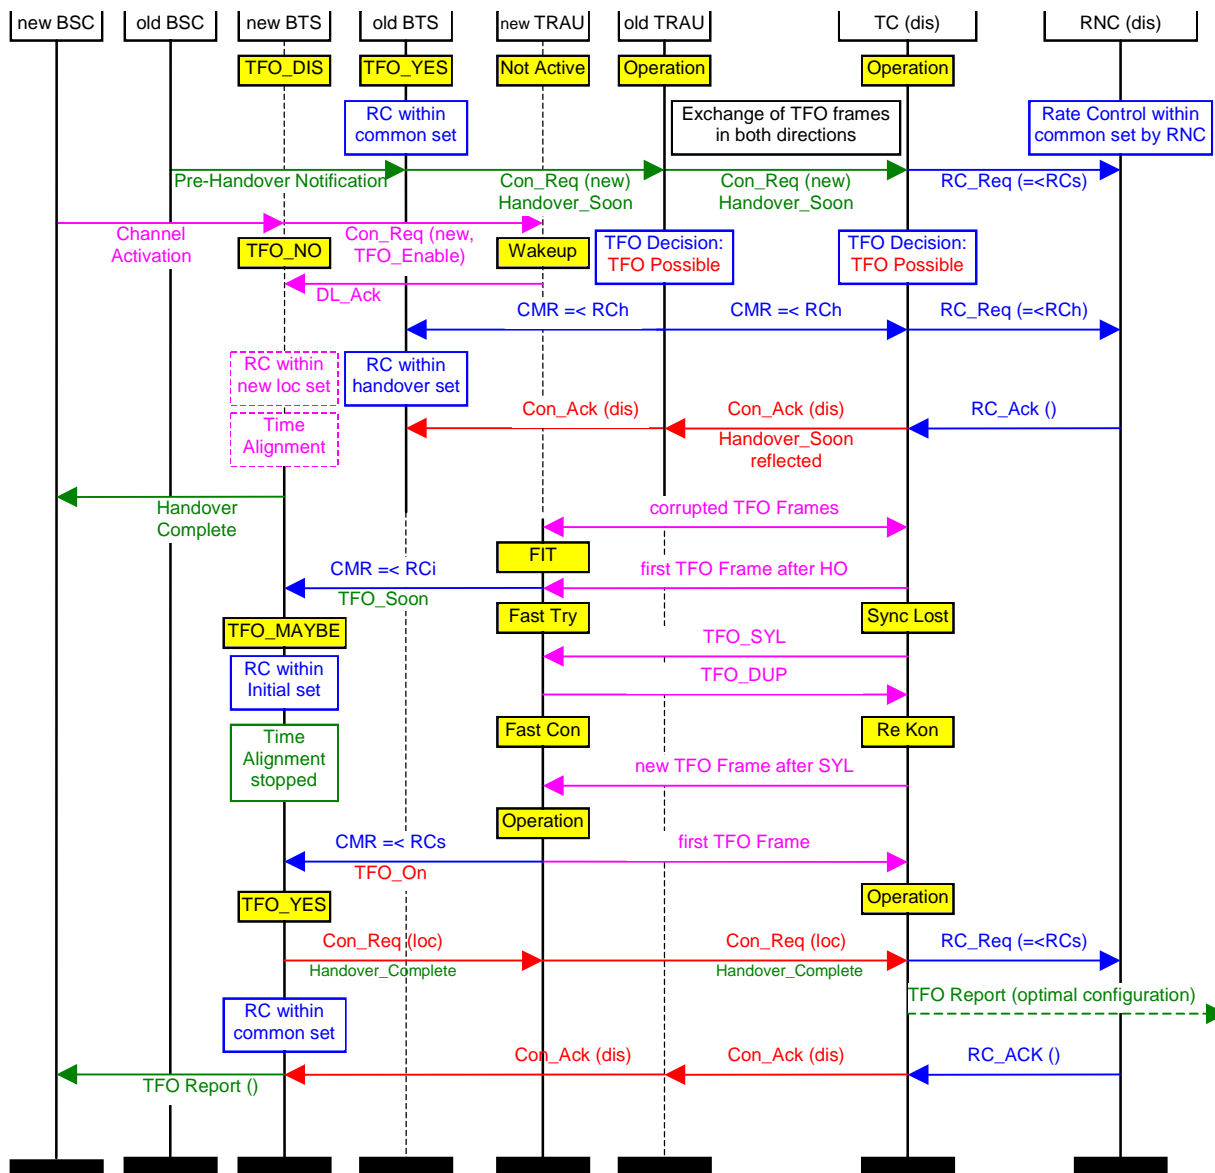 new BSC old BSC new BTS old BTS new TRAU old TRAU TC (dis) RNC (dis)
TFO_DIS TFO_YES Not Active Operation Operation
RC within
common set
Exchange of TFO frames
in both directions
Rate Control within
common set by RNC
Pre-Handover Notification
Con_Req (new)
Handover_Soon
Con_Req (new)
Handover_Soon
RC_Req (=<RCs)
Channel
Activation
TFO_NO
Con_Req (new,
TFO_Enable)
Wakeup
TFO Decision:
TFO Possible
TFO Decision:
TFO Possible
DL_Ack
CMR =< RCh CMR =< RCh RC_Req (=<RCh)
RC within
new loc set
RC within
handover set
Time
Alignment
Con_Ack (dis)
Con_Ack (dis)
Handover_Soon
reflected
RC_Ack ()
Handover
Complete
corrupted TFO Frames
FIT
CMR =< RCi
TFO_Soon
first TFO Frame after HO
Fast Try Sync Lost
TFO_MAYBE
TFO_SYL
RC within
Initial set
TFO_DUP
Time
Alignment
stopped
Fast Con Re Kon
new TFO Frame after SYL
Operation
CMR =< RCs
TFO_On
first TFO Frame
TFO_YES Operation
Con_Req (loc)
Handover_Complete
Con_Req (loc)
Handover_Complete
RC_Req (=<RCs)
TFO Report (optimal configuration)
RC within
common set
Con_Ack (dis) Con_Ack (dis) RC_ACK ()
TFO Report ()